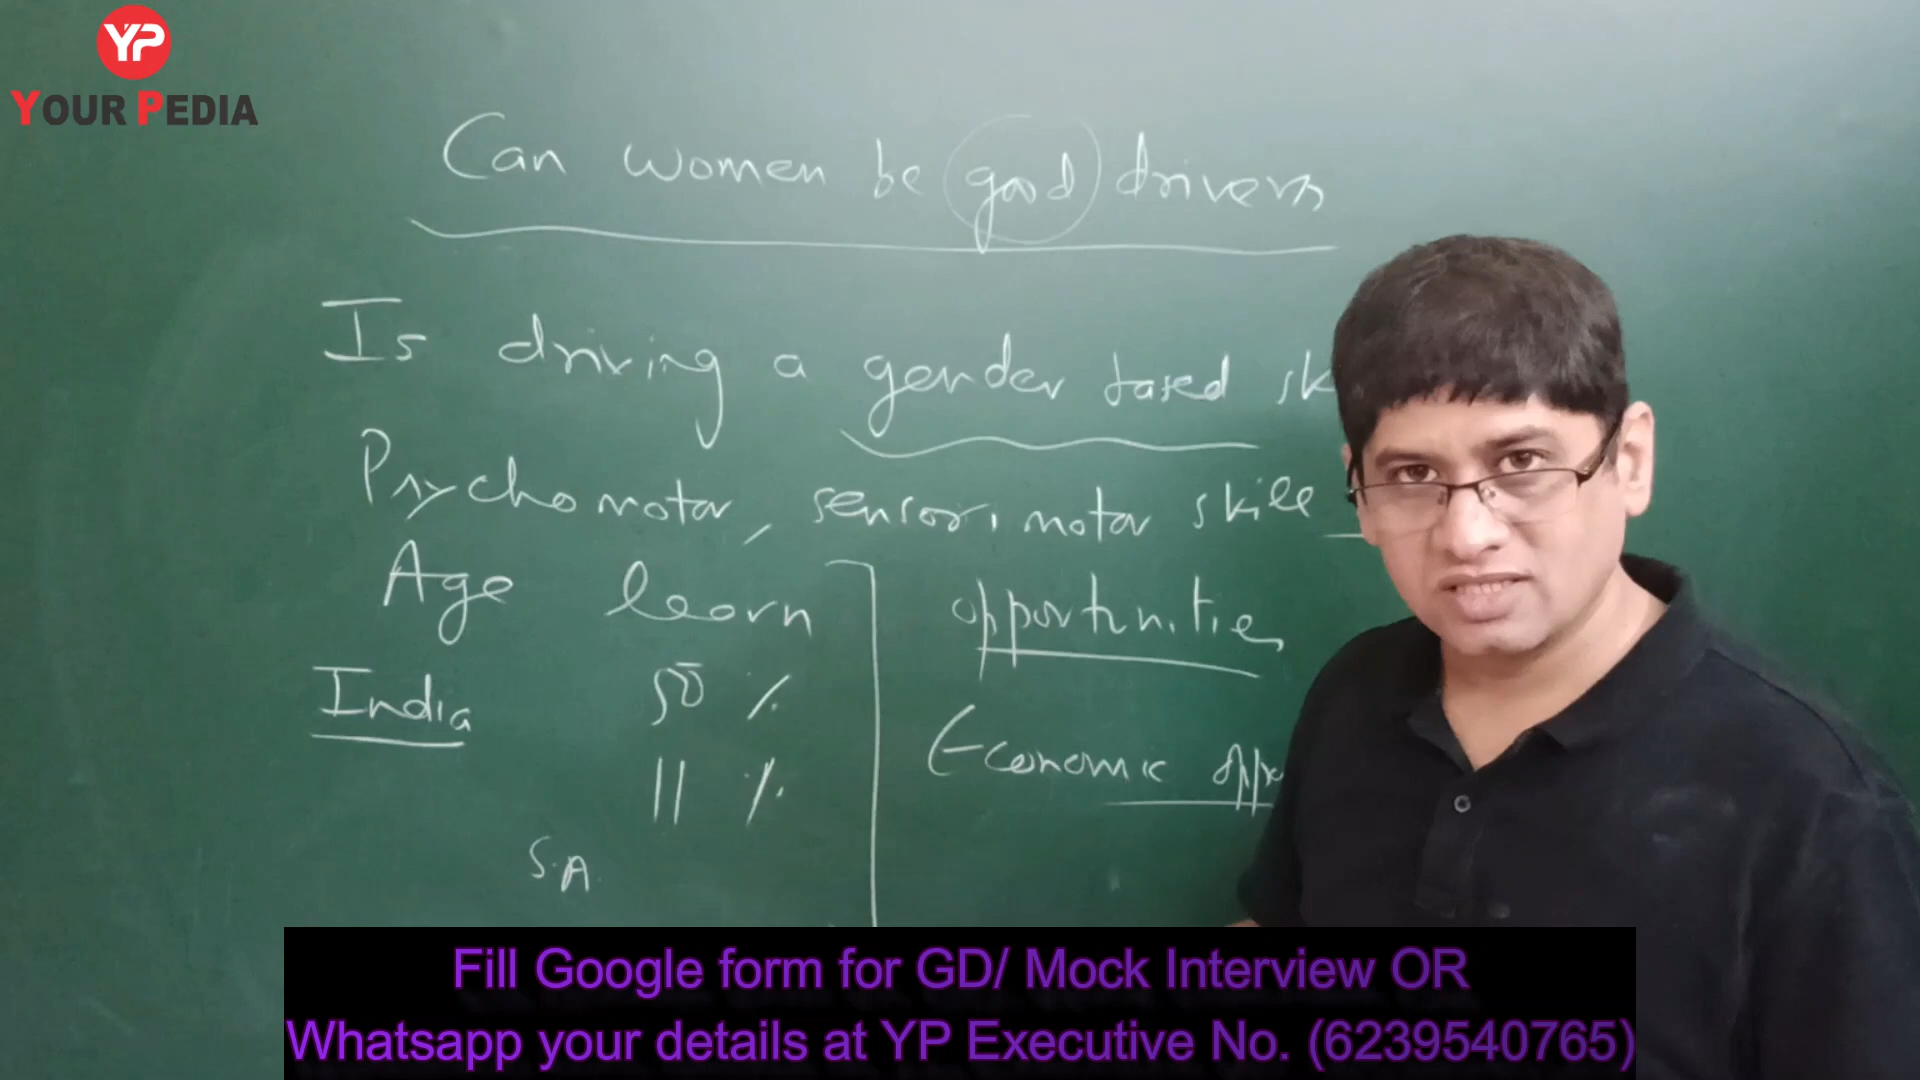 YP
YOUR PEDIA
Can women be good drivers
Is driving a gender based sk
Psychomotor, sensori motor skill
Age learn
opportunities
India 50 %
Economic opp
11 %
S.A.
Fill Google form for GD/ Mock Interview OR
Whatsapp your details at YP Executive No. (6239540765)